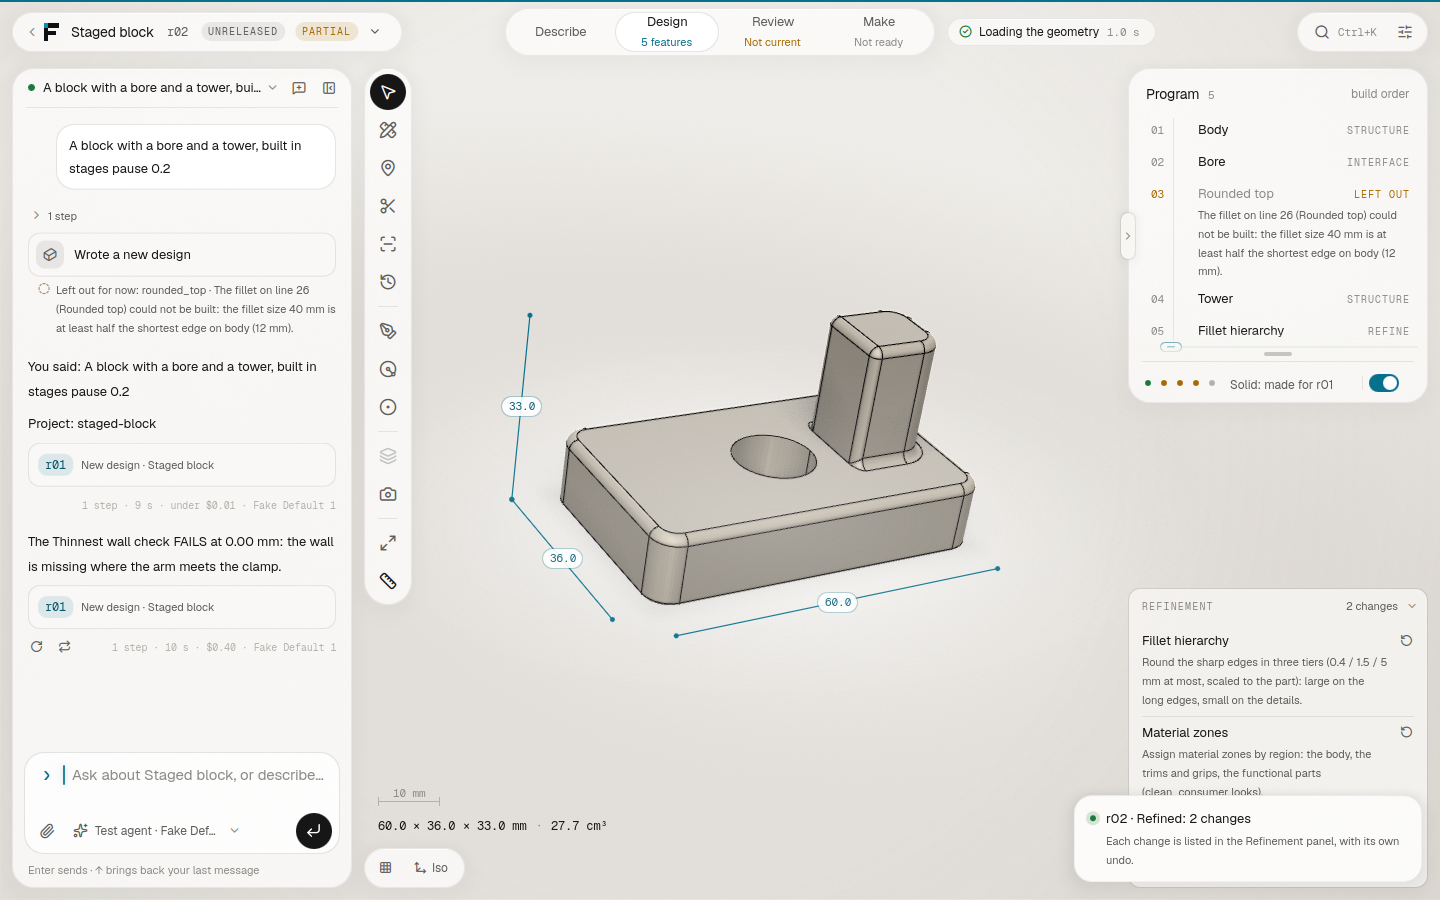 Staged block r02 UNRELEASED PARTIAL
Describe
Design
5 features
Review
Not current
Make
Not ready
Loading the geometry 1.0 s
Ctrl+K
A block with a bore and a tower, bui…
A block with a bore and a tower, built in
stages pause 0.2
1 step
Wrote a new design
Left out for now: rounded_top · The fillet on line 26
(Rounded top) could not be built: the fillet size 40 mm is
at least half the shortest edge on body (12 mm).
You said: A block with a bore and a tower, built in
stages pause 0.2
Project: staged-block
r01 New design · Staged block
1 step · 9 s · under $0.01 · Fake Default 1
The Thinnest wall check FAILS at 0.00 mm: the wall
is missing where the arm meets the clamp.
r01 New design · Staged block
1 step · 10 s · $0.40 · Fake Default 1
Ask about Staged block, or describe…
Test agent · Fake Def…
Enter sends · ↑ brings back your last message
33.0
36.0
60.0
10 mm
60.0 × 36.0 × 33.0 mm · 27.7 cm³
Iso
Program 5 build order
01 Body STRUCTURE
02 Bore INTERFACE
03 Rounded top LEFT OUT
The fillet on line 26 (Rounded top) could
not be built: the fillet size 40 mm is at
least half the shortest edge on body (12
mm).
04 Tower STRUCTURE
05 Fillet hierarchy REFINE
Solid: made for r01
REFINEMENT 2 changes
Fillet hierarchy
Round the sharp edges in three tiers (0.4 / 1.5 / 5
mm at most, scaled to the part): large on the
long edges, small on the details.
Material zones
Assign material zones by region: the body, the
trims and grips, the functional parts
(clean, consumer looks).
r02 · Refined: 2 changes
Each change is listed in the Refinement panel, with its own
undo.